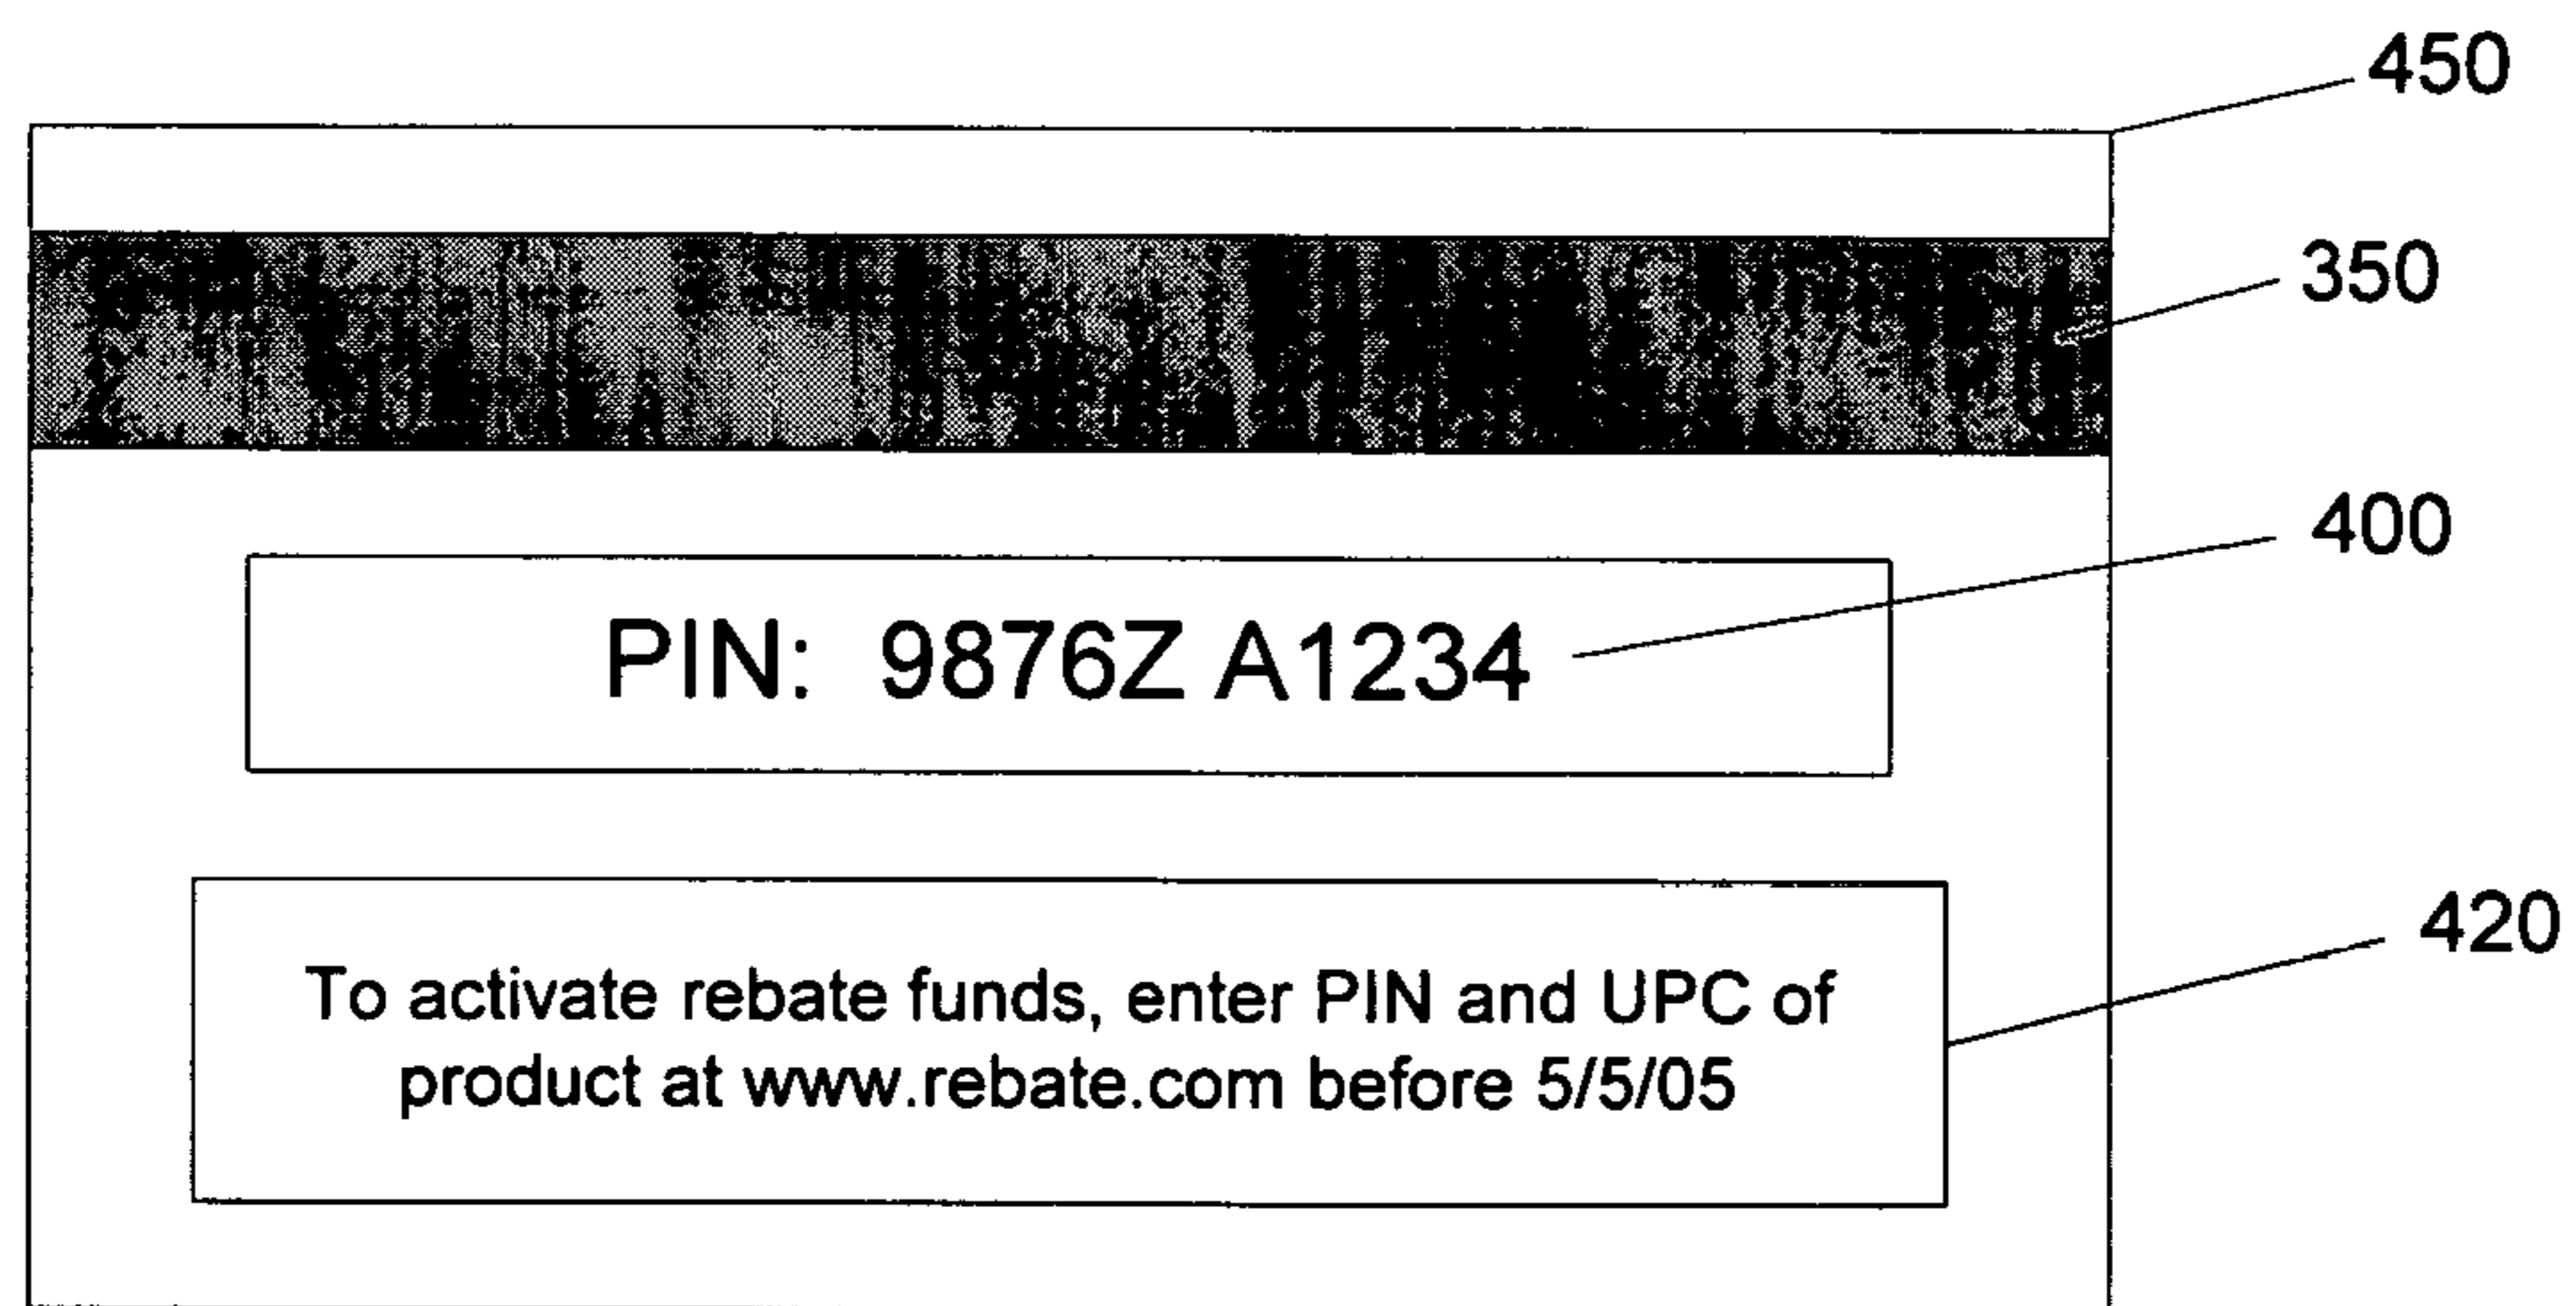 450
350
400
PIN: 9876Z A1234
420
To activate rebate funds, enter PIN and UPC of
product at www.rebate.com before 5/5/05